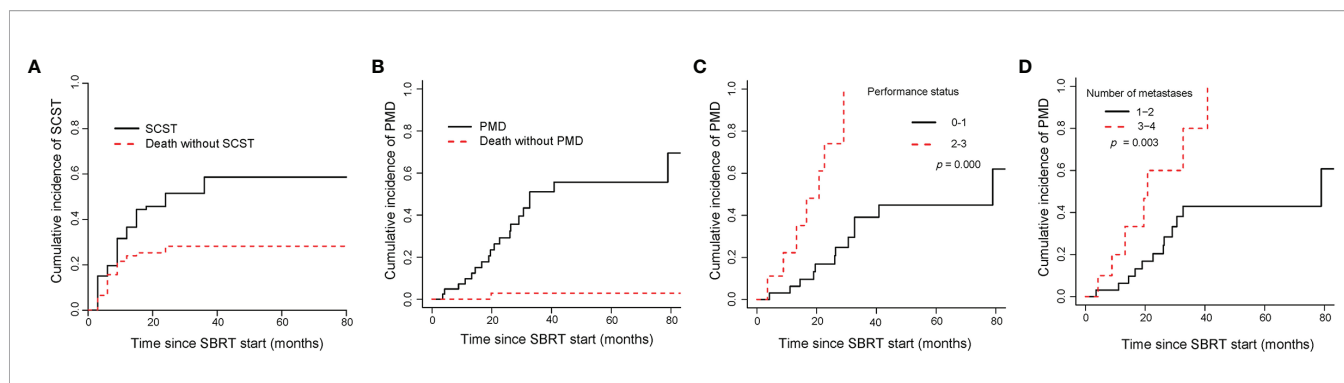 A
Cumulative incidence of SCST
1.0
0.8
0.6
0.4
0.2
0.0
SCST
Death without SCST
0 20 40 60 80
Time since SBRT start (months)
B
Cumulative incidence of PMD
1.0
0.8
0.6
0.4
0.2
0.0
PMD
Death without PMD
0 20 40 60 80
Time since SBRT start (months)
C
Cumulative incidence of PMD
1.0
0.8
0.6
0.4
0.2
0.0
Performance status
0-1
2-3
p = 0.000
0 20 40 60 80
Time since SBRT start (months)
D
Cumulative incidence of PMD
1.0
0.8
0.6
0.4
0.2
0.0
Number of metastases
1−2
3−4
p = 0.003
0 20 40 60 80
Time since SBRT start (months)